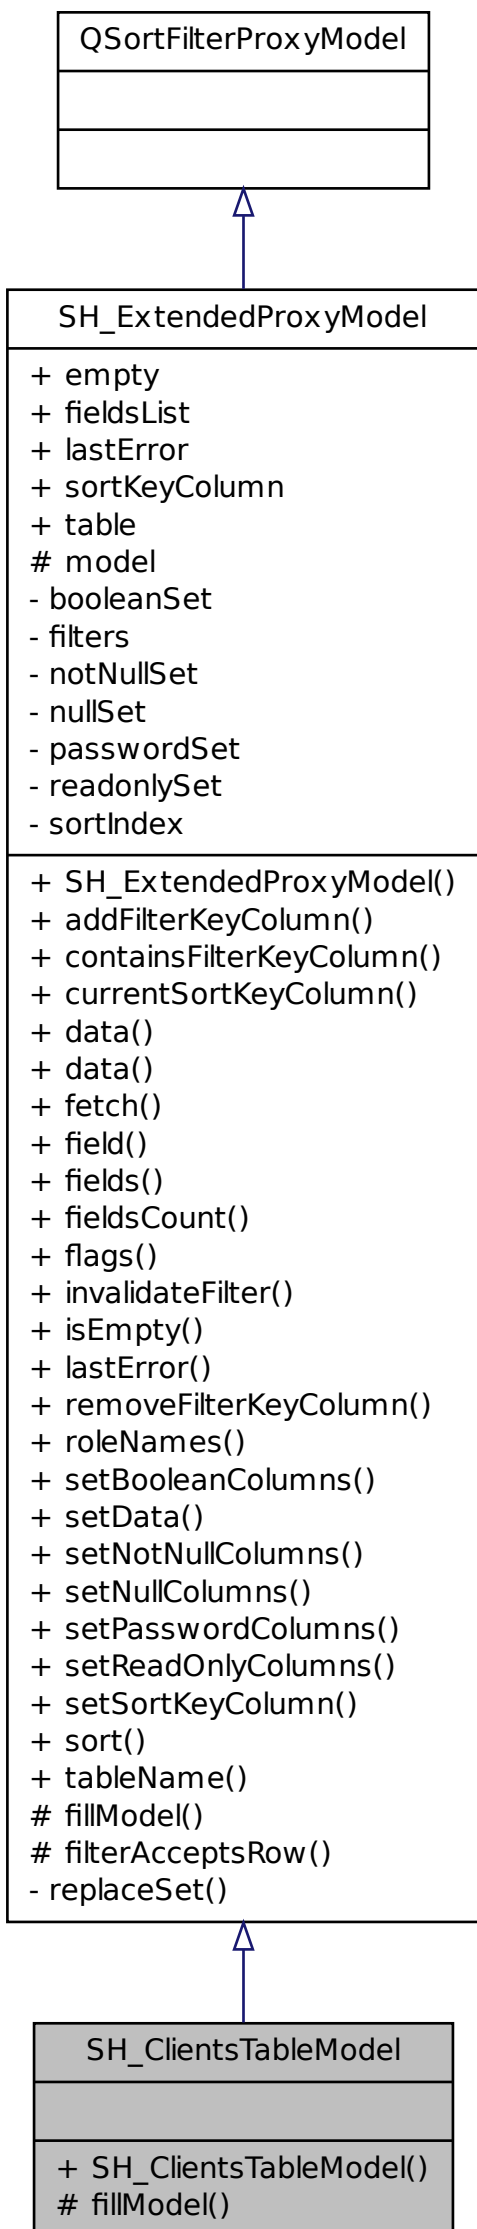 QSortFilterProxyModel
SH_ExtendedProxyModel
+ empty
+ fieldsList
+ lastError
+ sortKeyColumn
+ table
# model
- booleanSet
- filters
- notNullSet
- nullSet
- passwordSet
- readonlySet
- sortIndex
+ SH_ExtendedProxyModel()
+ addFilterKeyColumn()
+ containsFilterKeyColumn()
+ currentSortKeyColumn()
+ data()
+ data()
+ fetch()
+ field()
+ fields()
+ fieldsCount()
+ flags()
+ invalidateFilter()
+ isEmpty()
+ lastError()
+ removeFilterKeyColumn()
+ roleNames()
+ setBooleanColumns()
+ setData()
+ setNotNullColumns()
+ setNullColumns()
+ setPasswordColumns()
+ setReadOnlyColumns()
+ setSortKeyColumn()
+ sort()
+ tableName()
# fillModel()
# filterAcceptsRow()
- replaceSet()
SH_ClientsTableModel
+ SH_ClientsTableModel()
# fillModel()